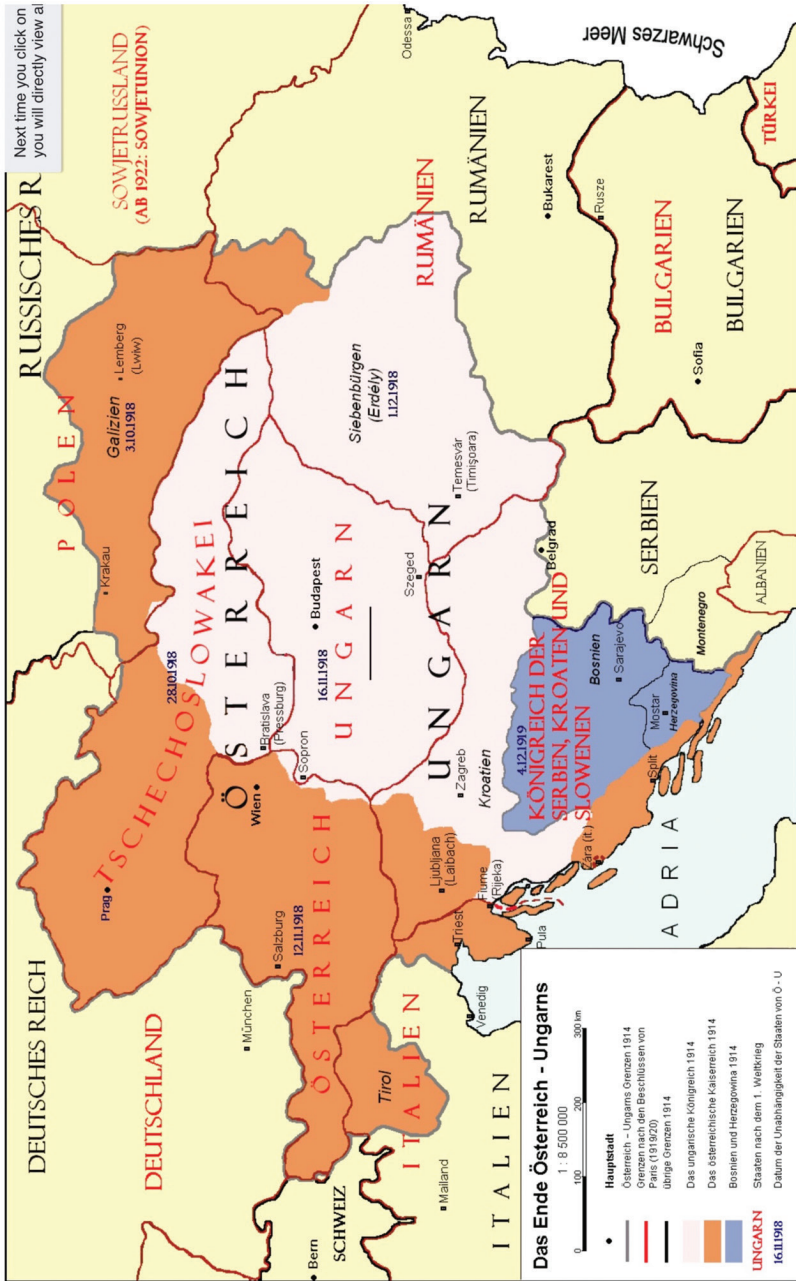 Next time you click on
you will directly view al
RUSSISCHES R
SOWJETRUSSLAND
(AB 1922: SOWJETUNION)
DEUTSCHES REICH
DEUTSCHLAND
POLEN
Krakau
Galizien
3.10.1918
Lemberg
(Lwiw)
Odessa
Schwarzes Meer
Prag
TSCHECHOSLOWAKEI
28.10.1918
München
Salzburg
12.11.1918
Wien
ÖSTERREICH
ÖSTERREICH
Bratislava
(Pressburg)
Sopron
Budapest
16.11.1918
UNGARN
Siebenbürgen
(Erdély)
1.12.1918
RUMÄNIEN
RUMÄNIEN
Bukarest
Bern
SCHWEIZ
Tirol
ITALIEN
Mailand
ITALIEN
Venedig
Triest
Pula
Ljubljana
(Laibach)
Fiume
(Rijeka)
Zagreb
Kroatien
UNGARN
Szeged
Temesvár
(Timişoara)
Belgrad
4.12.1919
KÖNIGREICH DER
SERBEN, KROATEN UND
SLOWENEN
Bosnien
Sarajevo
Mostar
Herzegowina
Split
Zara (it.)
ADRIA
Montenegro
ALBANIEN
SERBIEN
Rusze
Sofia
BULGARIEN
BULGARIEN
TÜRKEI
Das Ende Österreich - Ungarns
1 : 8 500 000
0 100 200 300 km
Hauptstadt
Österreich – Ungarns Grenzen 1914
Grenzen nach den Beschlüssen von
Paris (1919/20)
übrige Grenzen 1914
Das ungarische Königreich 1914
Das österreichische Kaiserreich 1914
Bosnien und Herzegowina 1914
UNGARN Staaten nach dem 1. Weltkrieg
16.11.1918 Datum der Unabhängigkeit der Staaten von Ö - U